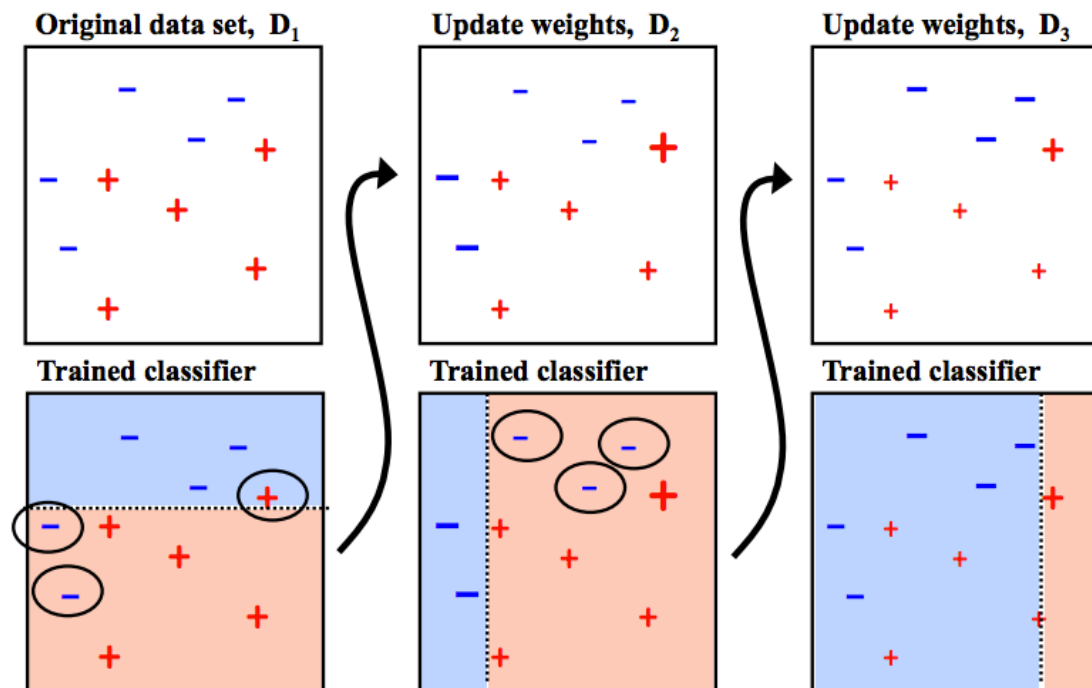 Original data set, D₁
Update weights, D₂
Update weights, D₃
Trained classifier
Trained classifier
Trained classifier